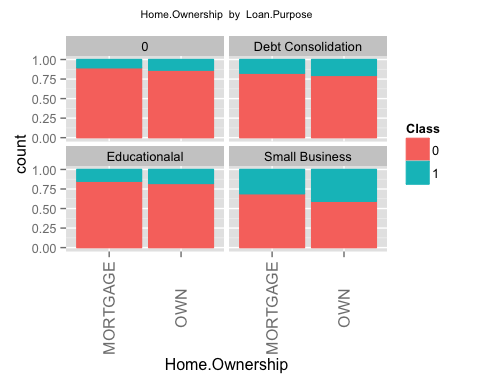 Home.Ownership by Loan.Purpose
0
Debt Consolidation
1.00
0.75
0.50
0.25
0.00
Educationalal
Small Business
1.00
0.75
0.50
0.25
0.00
count
MORTGAGE
OWN
MORTGAGE
OWN
Home.Ownership
Class
0
1